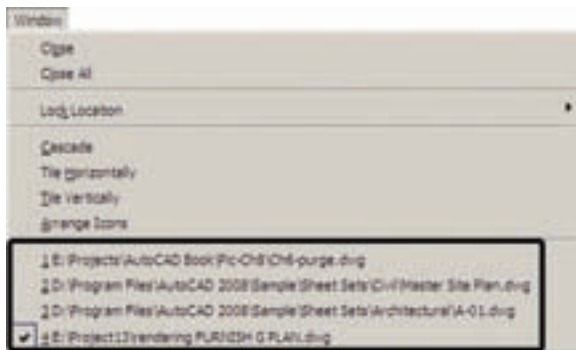 Window
Close
Close All
Lock Location
Cascade
Tile Horizontally
Tile Vertically
Arrange Icons
1 E:\Projects\AutoCAD Book\Pic-Ch6\Ch6-purge.dwg
2 D:\Program Files\AutoCAD 2008\Sample\Sheet Sets\Civil\Master Site Plan.dwg
3 D:\Program Files\AutoCAD 2008\Sample\Sheet Sets\Architectural\A-01.dwg
4 E:\Project13\rendering FURNISH G PLAN.dwg